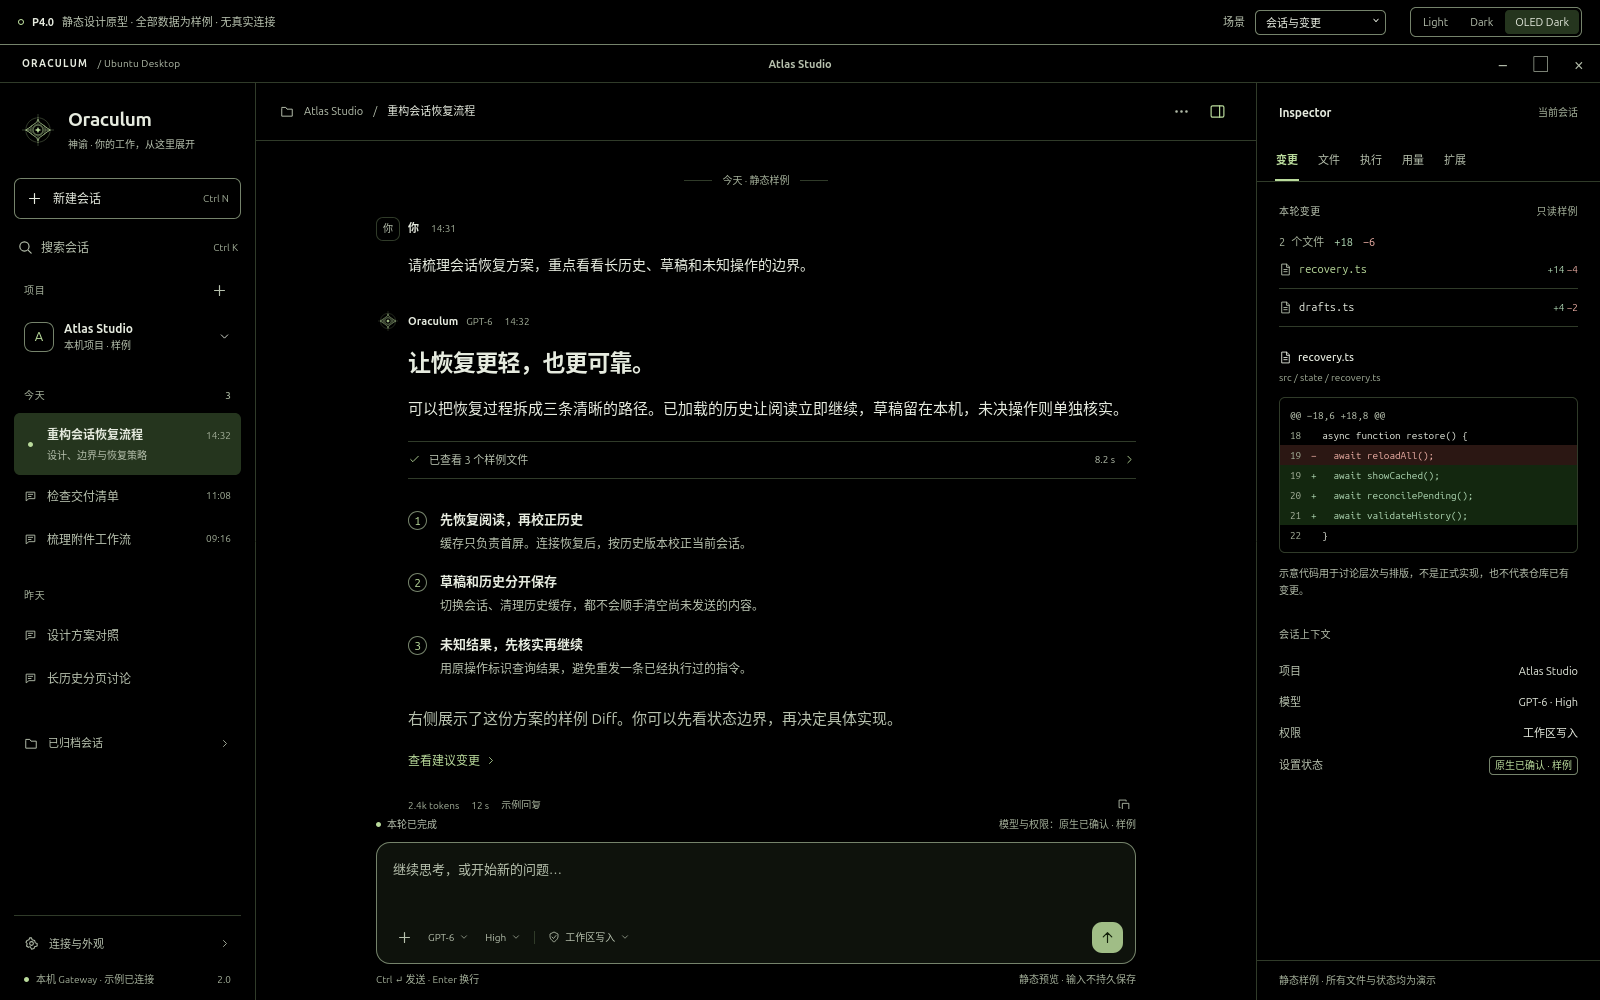 P4.0 静态设计原型 · 全部数据为样例 · 无真实连接
场景 会话与变更 Light Dark OLED Dark
ORACULUM / Ubuntu Desktop
Atlas Studio
Oraculum
神谕 · 你的工作，从这里展开
新建会话 Ctrl N
搜索会话 Ctrl K
项目
A
Atlas Studio
本机项目 · 样例
今天 3
重构会话恢复流程 14:32
设计、边界与恢复策略
检查交付清单 11:08
梳理附件工作流 09:16
昨天
设计方案对照
长历史分页讨论
已归档会话
连接与外观
本机 Gateway · 示例已连接 2.0
Atlas Studio / 重构会话恢复流程
今天 · 静态样例
你 你 14:31
请梳理会话恢复方案，重点看看长历史、草稿和未知操作的边界。
Oraculum GPT-6 14:32
让恢复更轻，也更可靠。
可以把恢复过程拆成三条清晰的路径。已加载的历史让阅读立即继续，草稿留在本机，未决操作则单独核实。
已查看 3 个样例文件 8.2 s
1 先恢复阅读，再校正历史
缓存只负责首屏。连接恢复后，按历史版本校正当前会话。
2 草稿和历史分开保存
切换会话、清理历史缓存，都不会顺手清空尚未发送的内容。
3 未知结果，先核实再继续
用原操作标识查询结果，避免重发一条已经执行过的指令。
右侧展示了这份方案的样例 Diff。你可以先看状态边界，再决定具体实现。
查看建议变更
2.4k tokens 12 s 示例回复
本轮已完成 模型与权限：原生已确认 · 样例
继续思考，或开始新的问题…
GPT-6 High 工作区写入
Ctrl ↵ 发送 · Enter 换行 静态预览 · 输入不持久保存
Inspector 当前会话
变更 文件 执行 用量 扩展
本轮变更 只读样例
2 个文件 +18 −6
recovery.ts +14 −4
drafts.ts +4 −2
recovery.ts
src / state / recovery.ts
@@ −18,6 +18,8 @@
18 async function restore() {
19 − await reloadAll();
19 + await showCached();
20 + await reconcilePending();
21 + await validateHistory();
22 }
示意代码用于讨论层次与排版，不是正式实现，也不代表仓库已有
变更。
会话上下文
项目 Atlas Studio
模型 GPT-6 · High
权限 工作区写入
设置状态 原生已确认 · 样例
静态样例 · 所有文件与状态均为演示